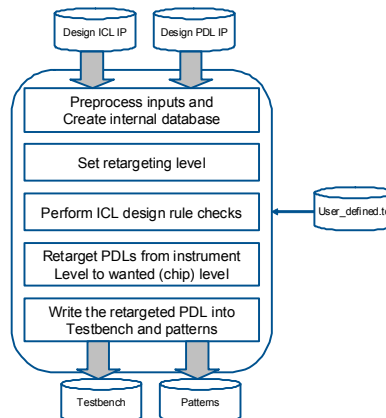 Design ICL IP
Design PDL IP
Preprocess inputs and
Create internal database
Set retargeting level
Perform ICL design rule checks
User_defined.tc
Retarget PDLs from instrument
Level to wanted (chip) level
Write the retargeted PDL into
Testbench and patterns
Testbench
Patterns